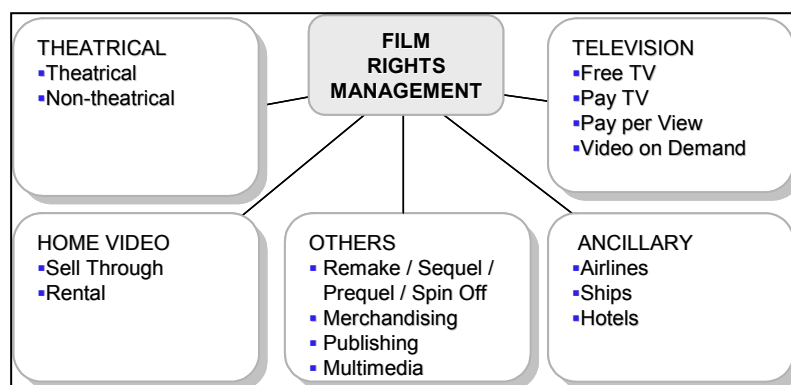 FILM
RIGHTS
MANAGEMENT
THEATRICAL
▪Theatrical
▪Non-theatrical
TELEVISION
▪Free TV
▪Pay TV
▪Pay per View
▪Video on Demand
HOME VIDEO
▪Sell Through
▪Rental
OTHERS
▪ Remake / Sequel /
Prequel / Spin Off
▪ Merchandising
▪ Publishing
▪ Multimedia
ANCILLARY
▪Airlines
▪Ships
▪Hotels